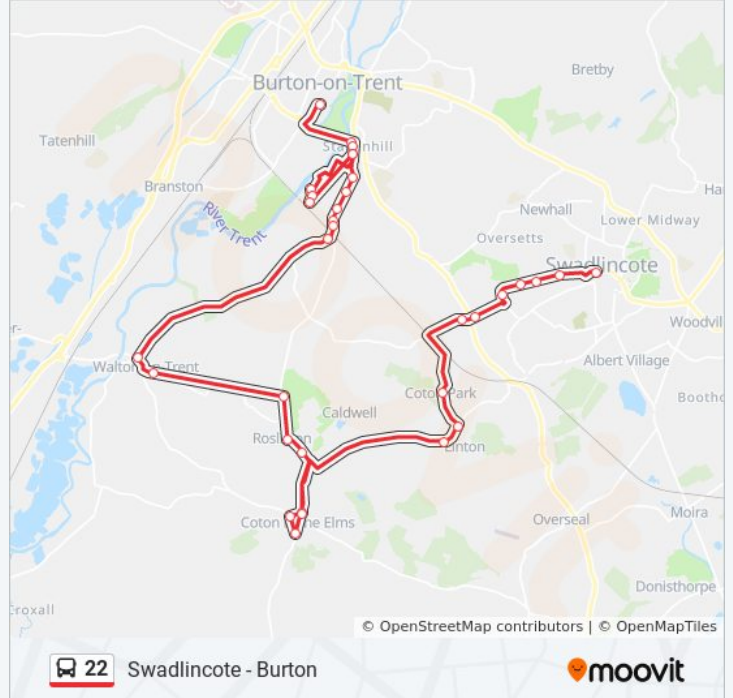 Burton-on-Trent
Bretby
Tatenhill
Stapenhill
Branston
Newhall
Lower Midway
River Trent
Oversetts
Swadlincote
Woodvil
Walton on Trent
Albert Village
Coton Park
Caldwell
Rosliston
Linton
Coton in the Elms
Overseal
Moira
Donisthorpe
Croxall
© OpenStreetMap contributors | © OpenMapTiles
22 Swadlincote - Burton
moovit